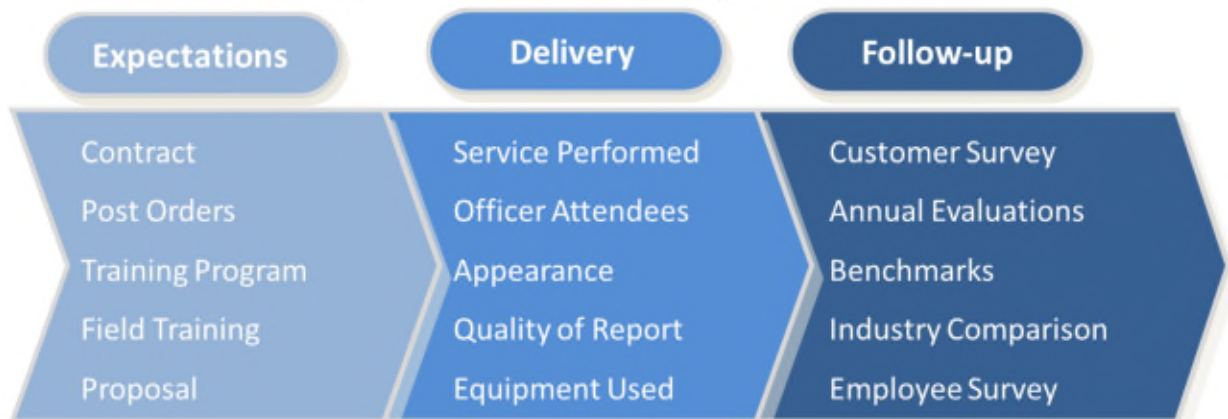 Expectations
Contract
Post Orders
Training Program
Field Training
Proposal
Delivery
Service Performed
Officer Attendees
Appearance
Quality of Report
Equipment Used
Follow-up
Customer Survey
Annual Evaluations
Benchmarks
Industry Comparison
Employee Survey